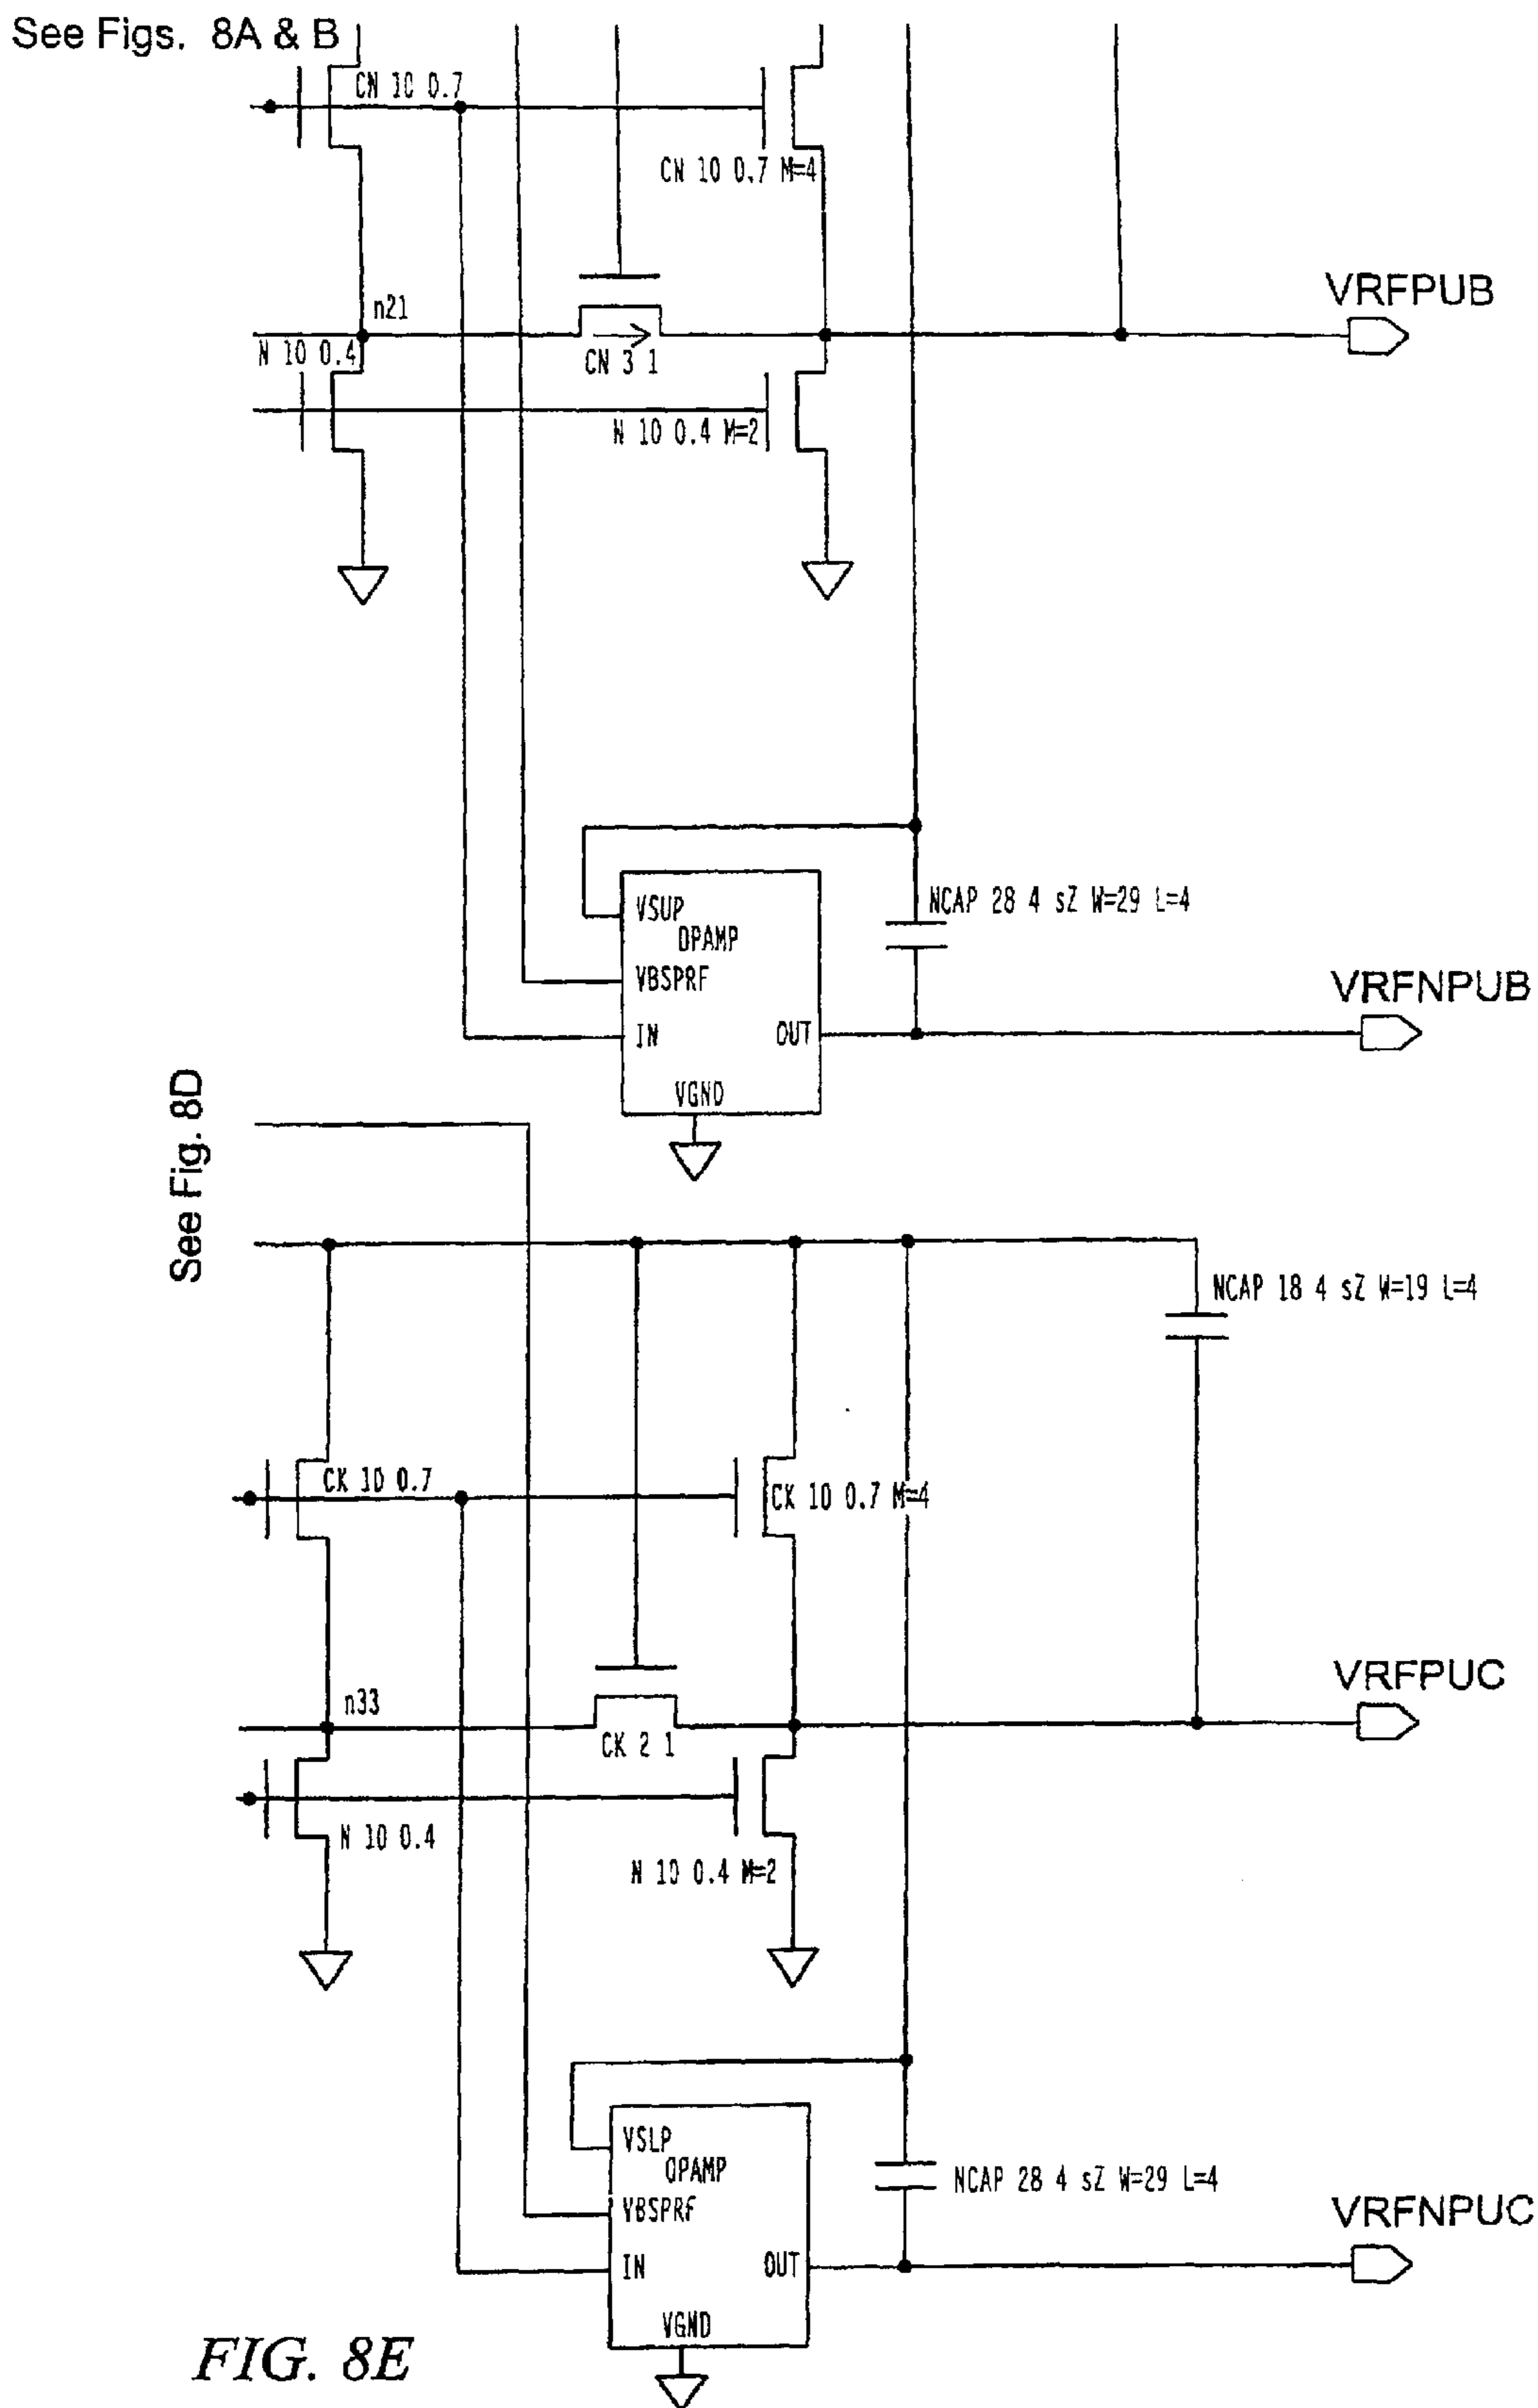 See Figs. 8A & B
CN 10 0.7
CN 10 0.7 M=4
VRFPUB
n21
N 10 0.4
CN 3 1
N 10 0.4 M=2
NCAP 28 4 sZ W=29 L=4
VSUP
OPAMP
VBSPRF
VRFNPUB
IN
OUT
VGND
See Fig. 8D
NCAP 18 4 sZ W=19 L=4
CK 10 0.7
CK 10 0.7 M=4
VRFPUC
n33
CK 2 1
N 10 0.4
N 10 0.4 M=2
VSLP
OPAMP
NCAP 28 4 sZ W=29 L=4
VBSPRF
VRFNPUC
IN
OUT
VGND
FIG. 8E